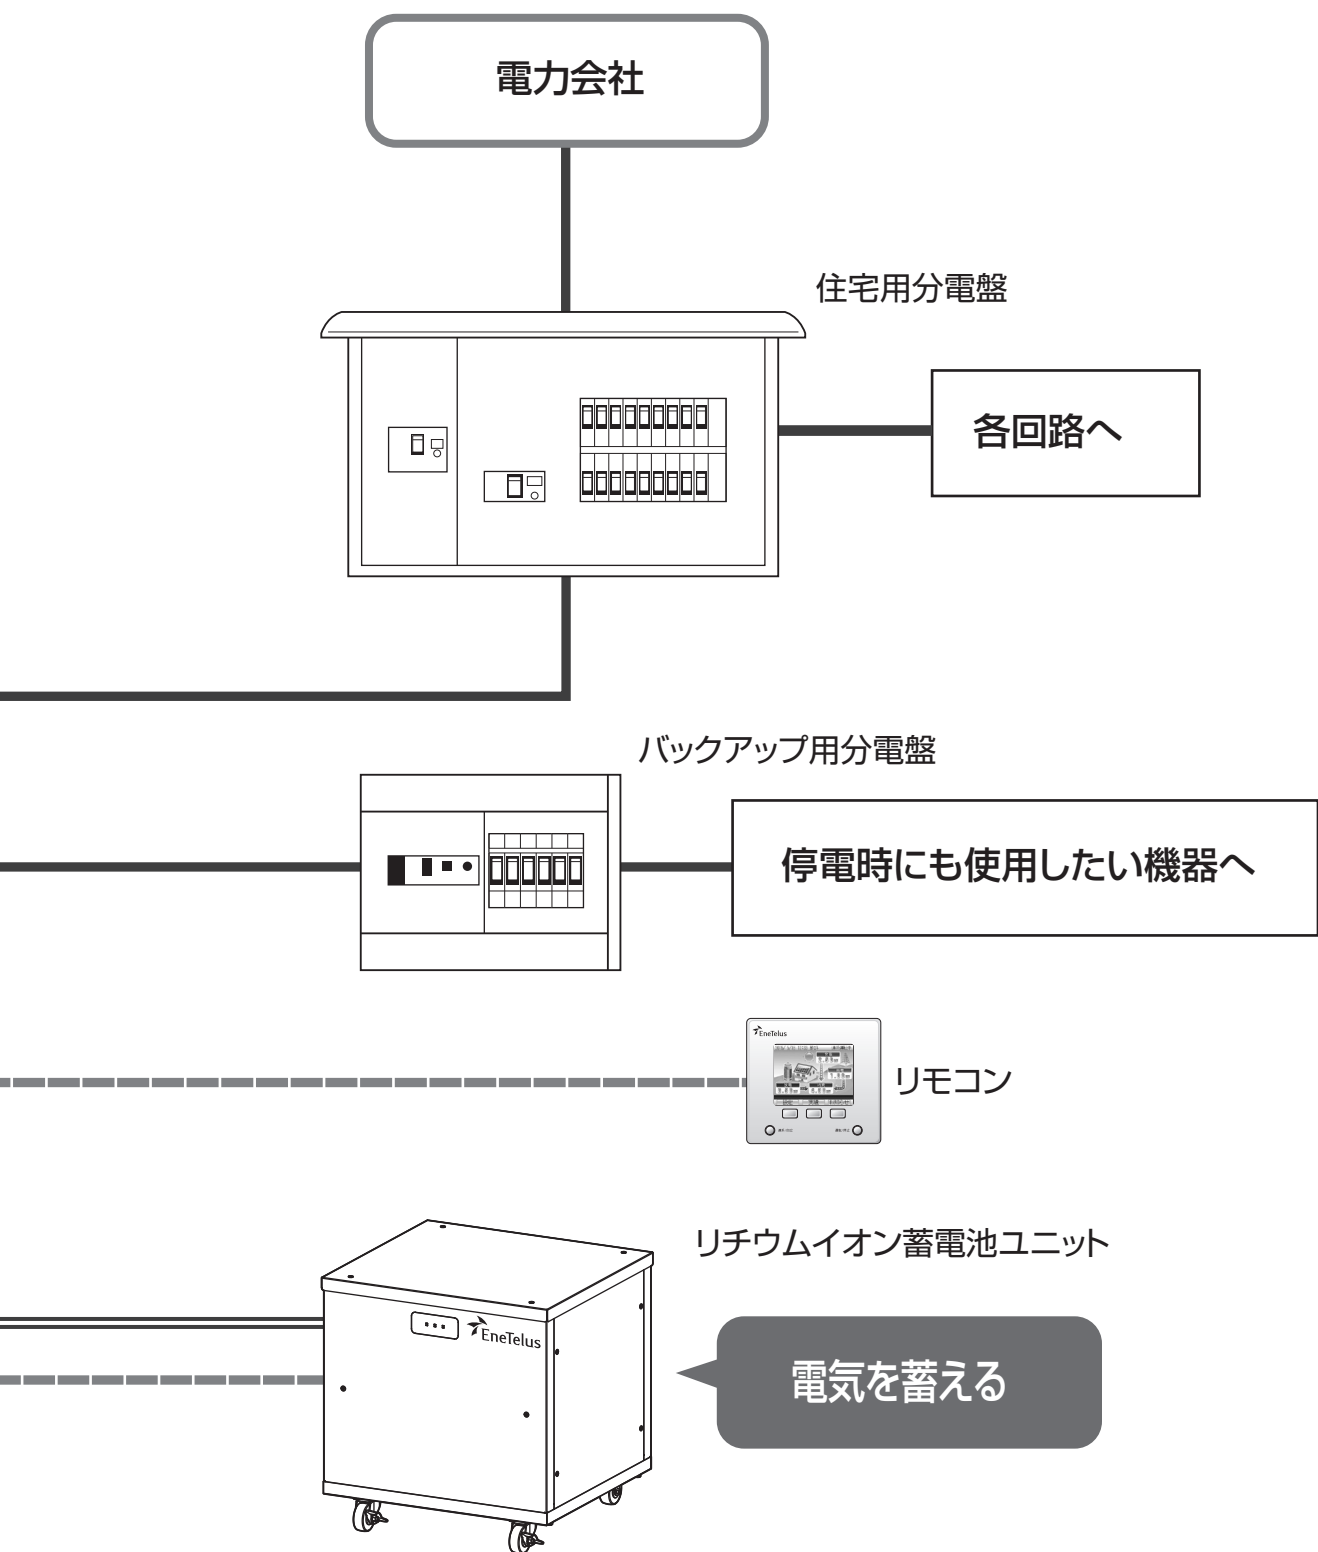 電力会社
住宅用分電盤
各回路へ
バックアップ用分電盤
停電時にも使用したい機器へ
EneTelus
リモコン
リチウムイオン蓄電池ユニット
EneTelus
電気を蓄える